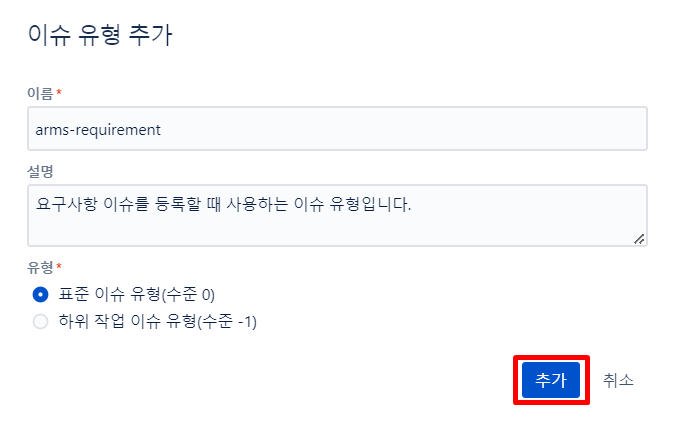 이슈 유형 추가
이름*
arms-requirement
설명
요구사항 이슈를 등록할 때 사용하는 이슈 유형입니다.
유형*
표준 이슈 유형(수준 0)
하위 작업 이슈 유형(수준 -1)
추가 취소